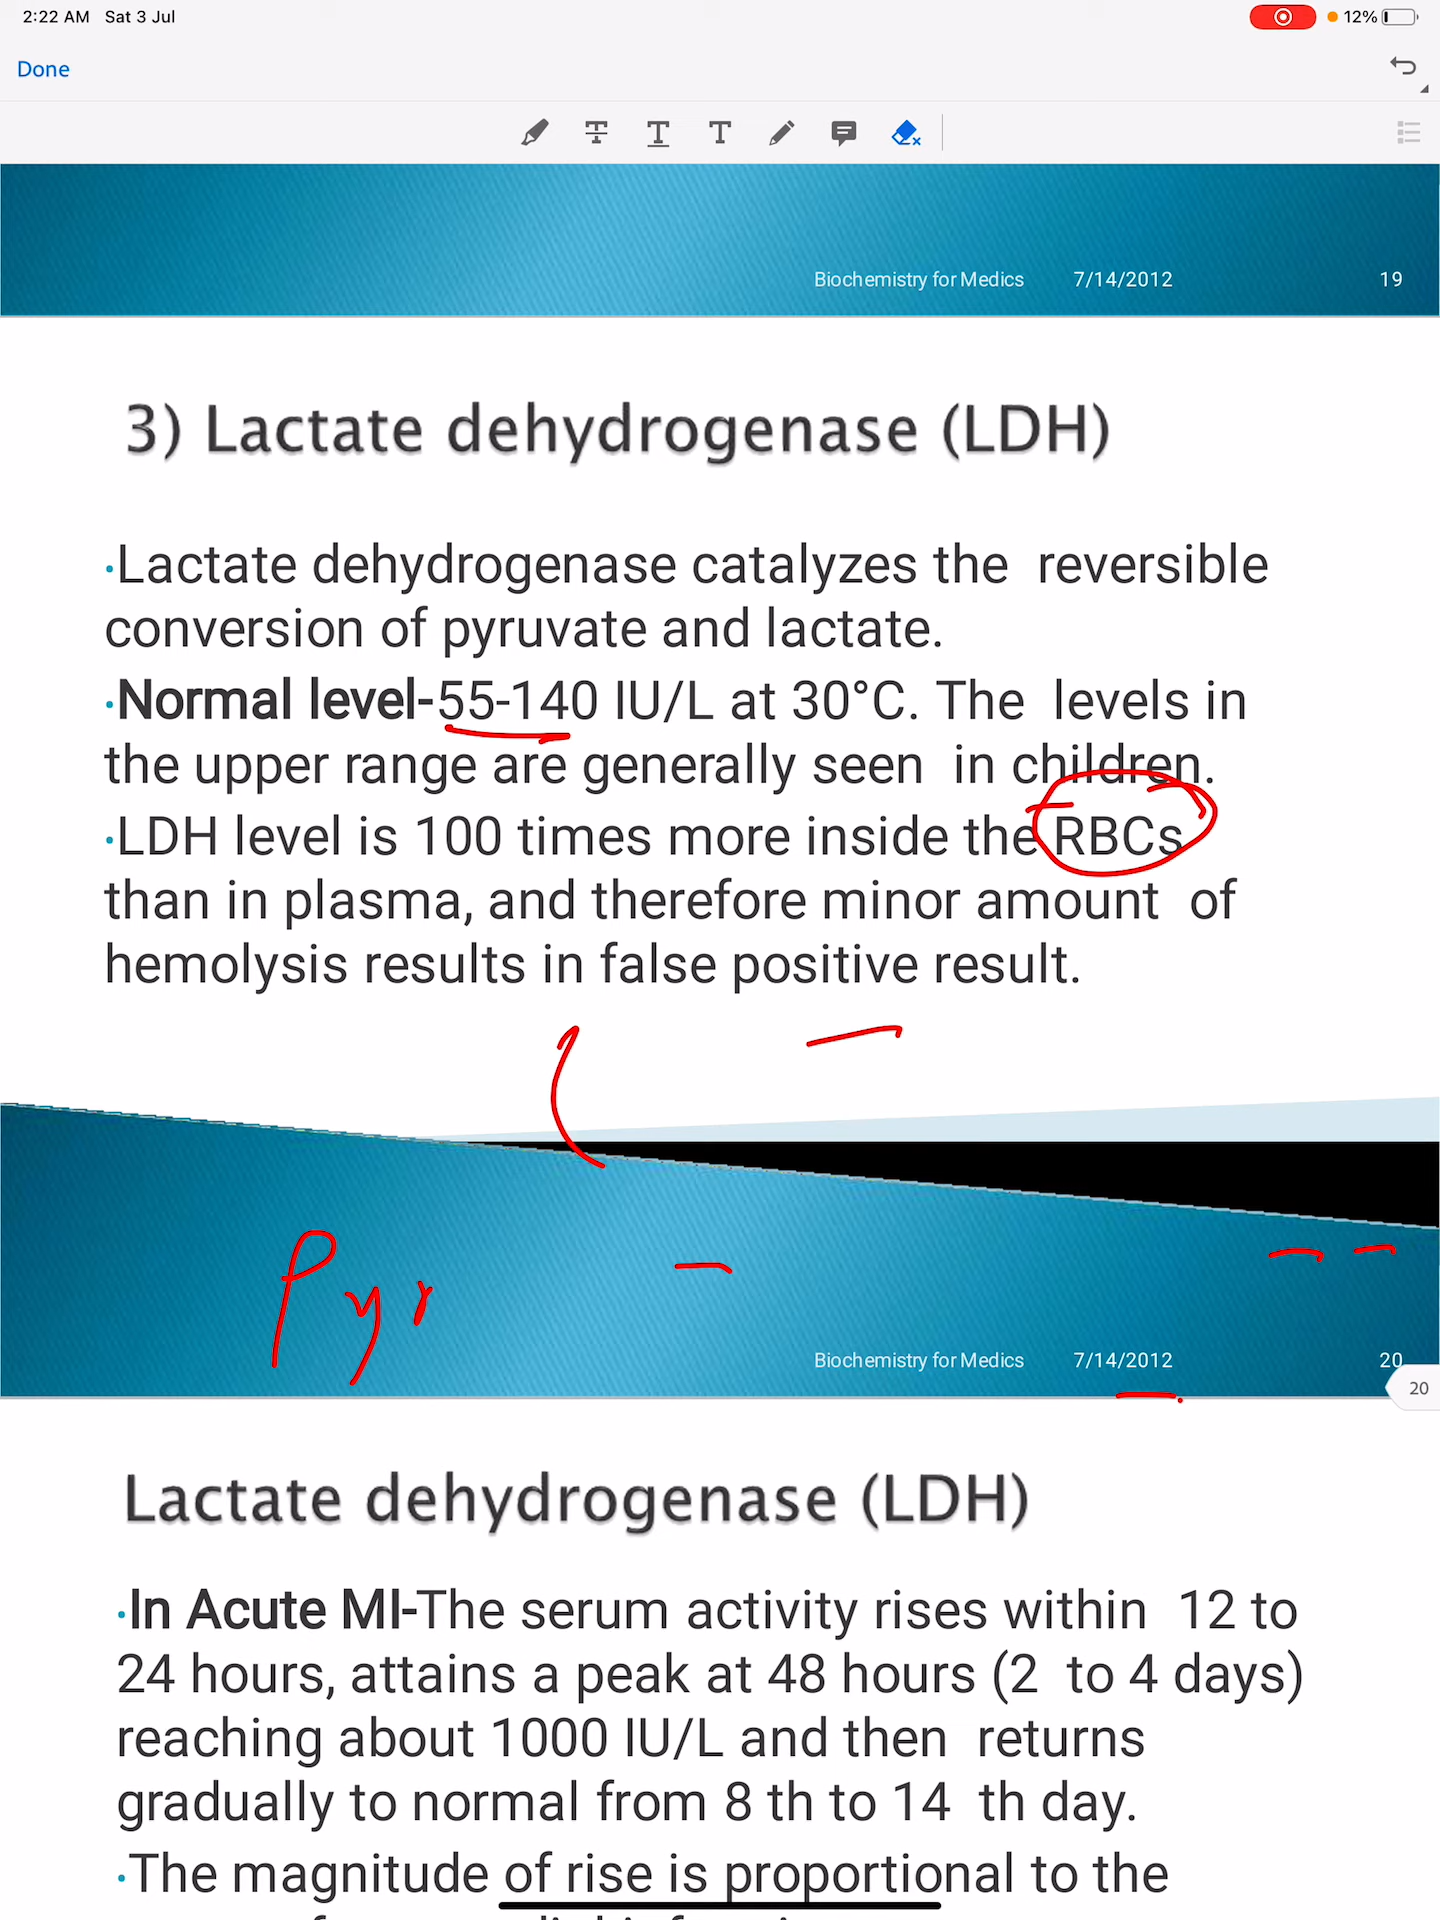 2:22 AM Sat 3 Jul
12%
Done
Biochemistry for Medics 7/14/2012 19
3) Lactate dehydrogenase (LDH)
·Lactate dehydrogenase catalyzes the reversible
conversion of pyruvate and lactate.
·Normal level-55-140 IU/L at 30°C. The levels in
the upper range are generally seen in children.
·LDH level is 100 times more inside the RBCs
than in plasma, and therefore minor amount of
hemolysis results in false positive result.
Pyr
Biochemistry for Medics 7/14/2012 20
20
Lactate dehydrogenase (LDH)
·In Acute MI-The serum activity rises within 12 to
24 hours, attains a peak at 48 hours (2 to 4 days)
reaching about 1000 IU/L and then returns
gradually to normal from 8 th to 14 th day.
·The magnitude of rise is proportional to the